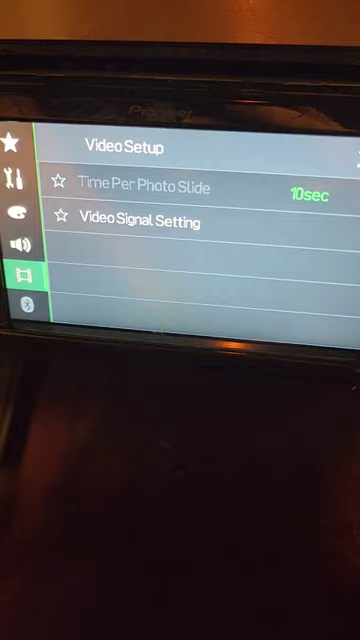 Pioneer
Video Setup
Time Per Photo Slide
10sec
Video Signal Setting